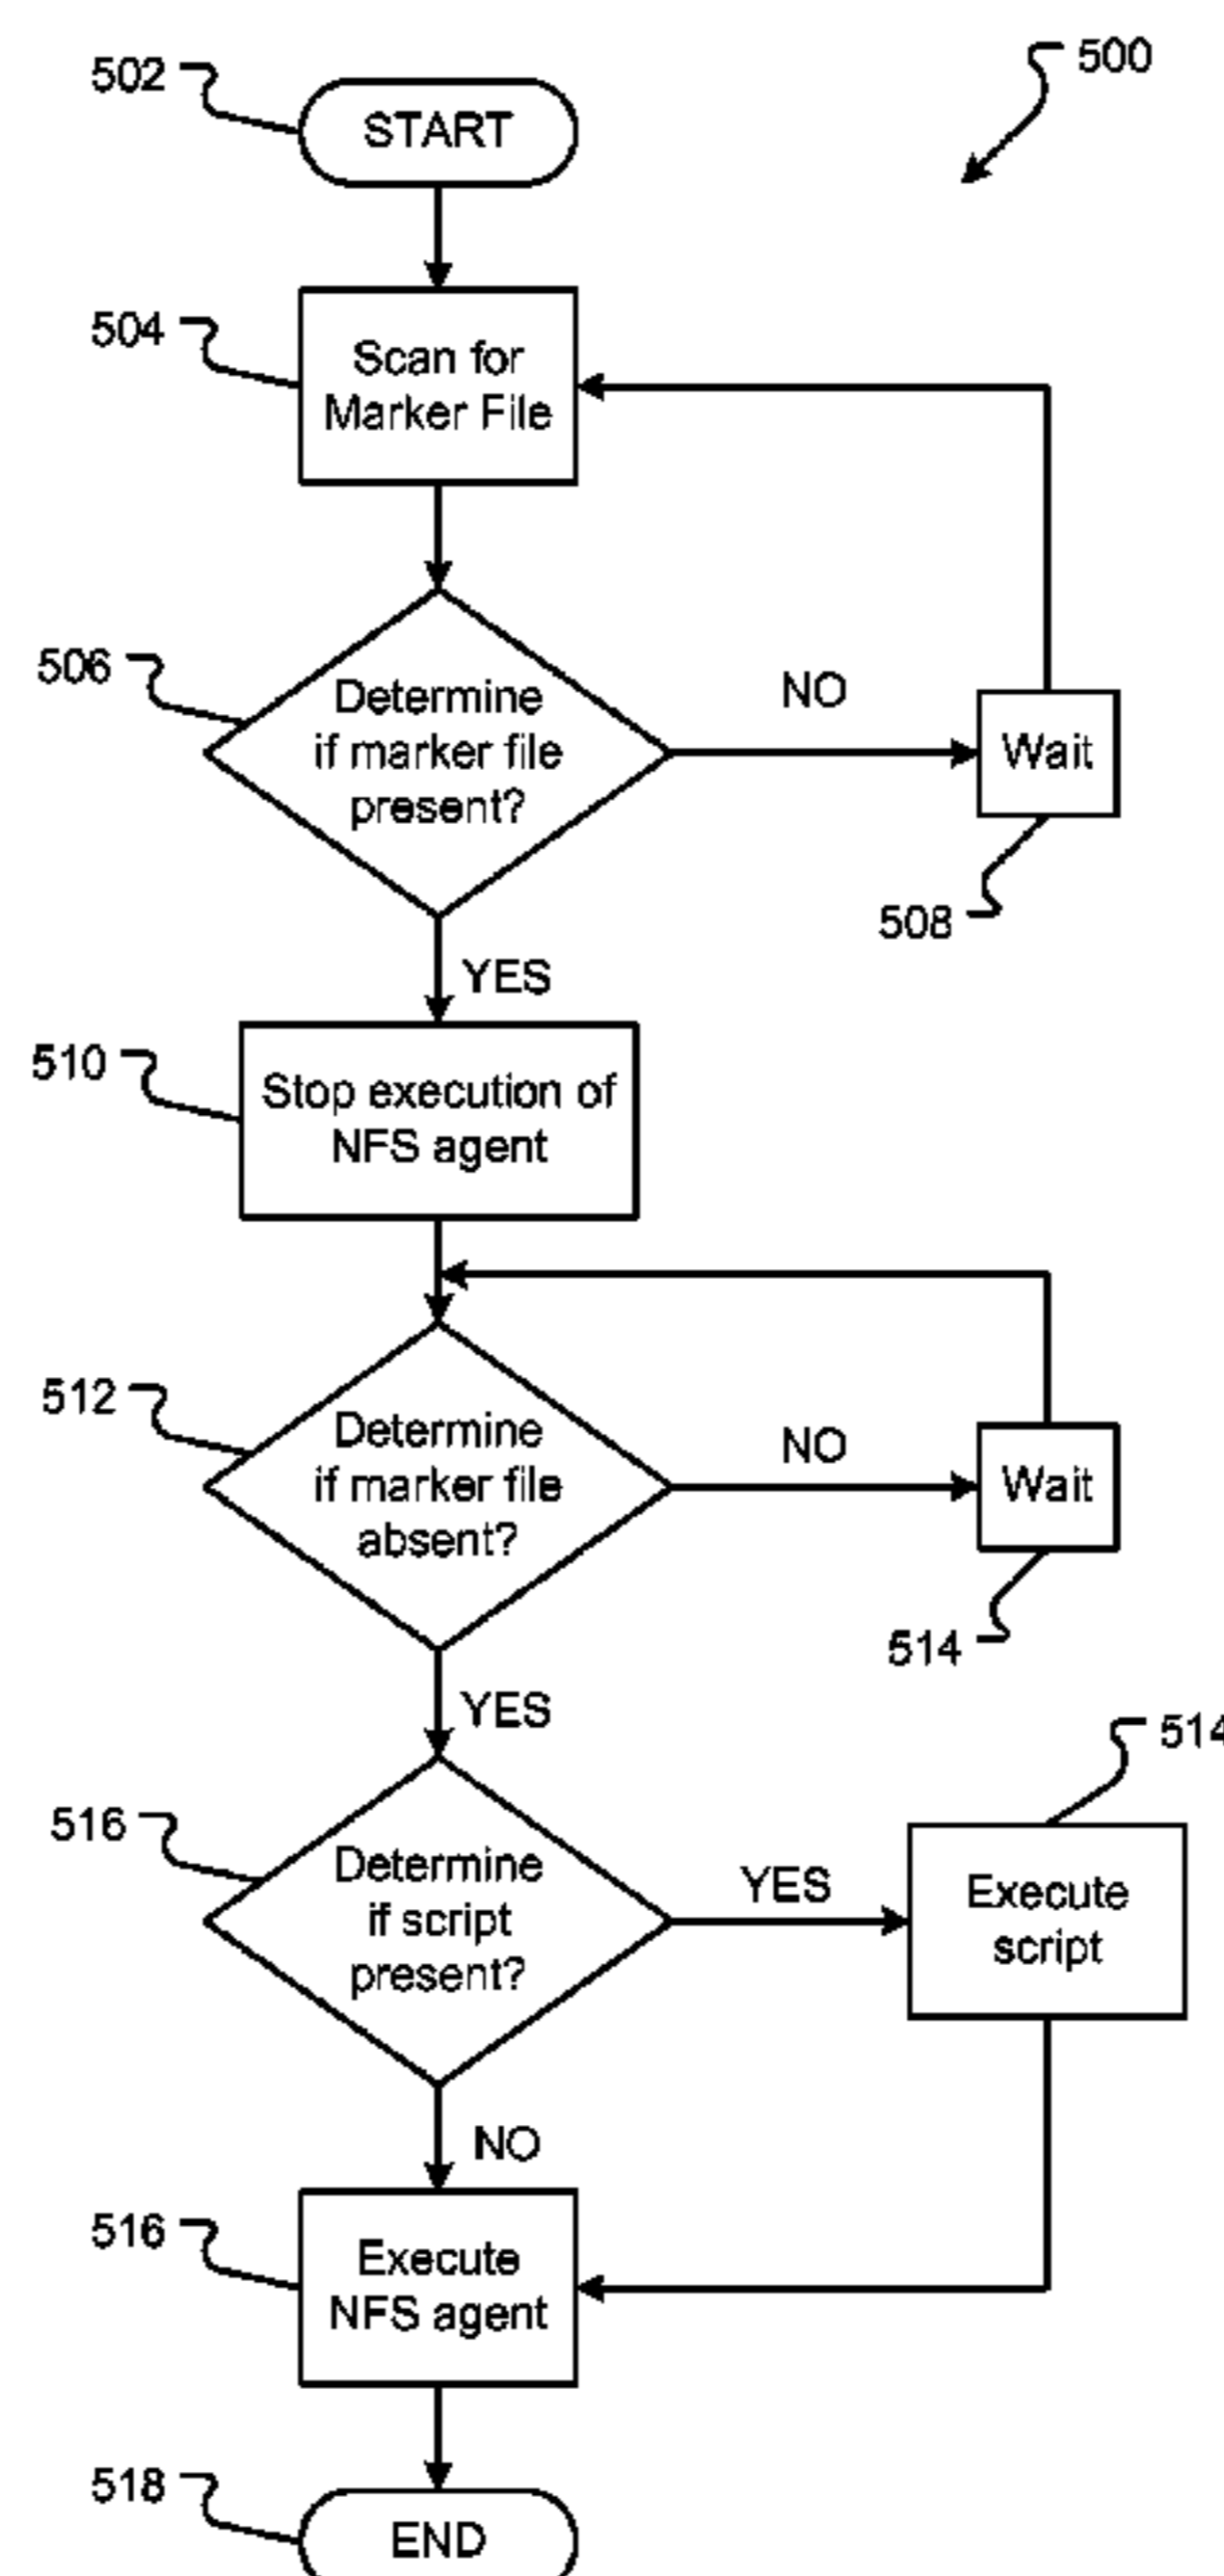 502
START
500
504
Scan for
Marker File
506
Determine
if marker file
present?
NO
Wait
508
YES
510
Stop execution of
NFS agent
512
Determine
if marker file
absent?
NO
Wait
514
YES
514
516
Determine
if script
present?
YES
Execute
script
NO
516
Execute
NFS agent
518
END